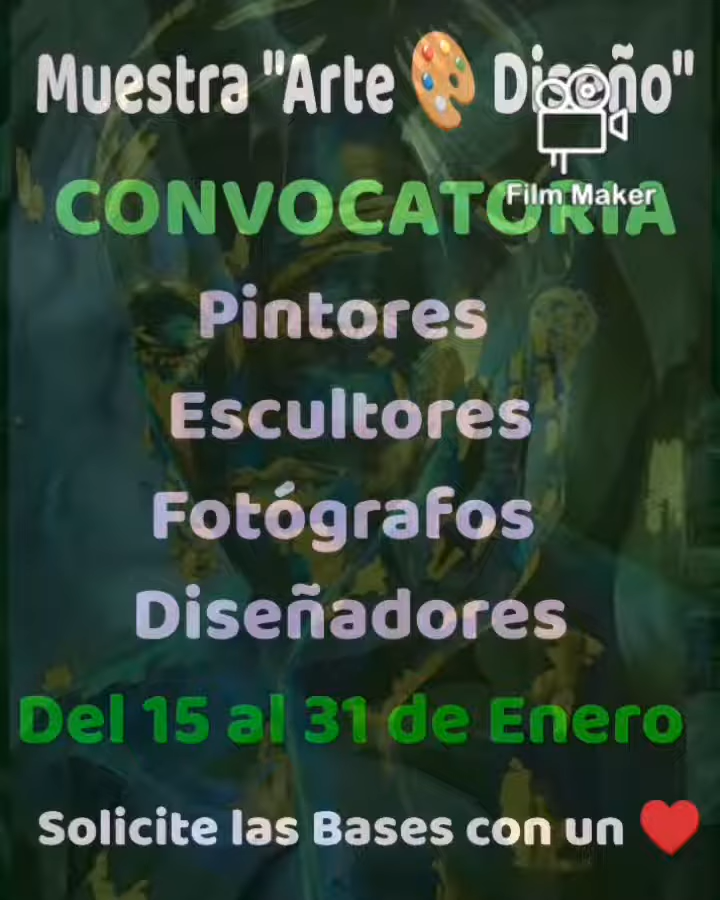 Muestra "Arte 🎨 Diseño"
Film Maker
CONVOCATORIA
Pintores
Escultores
Fotógrafos
Diseñadores
Del 15 al 31 de Enero
Solicite las Bases con un ❤️